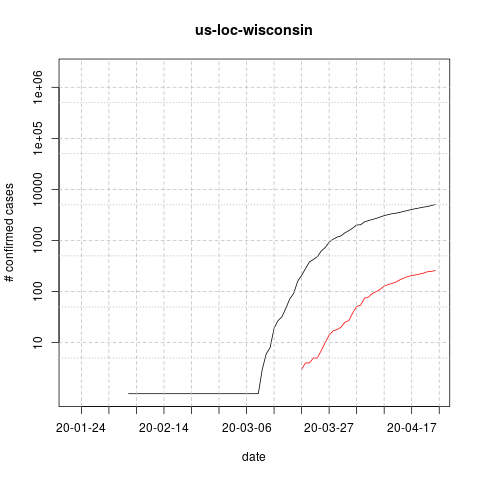 us-loc-wisconsin
# confirmed cases
1e+06
1e+05
10000
1000
100
10
20-01-24 20-02-14 20-03-06 20-03-27 20-04-17
date